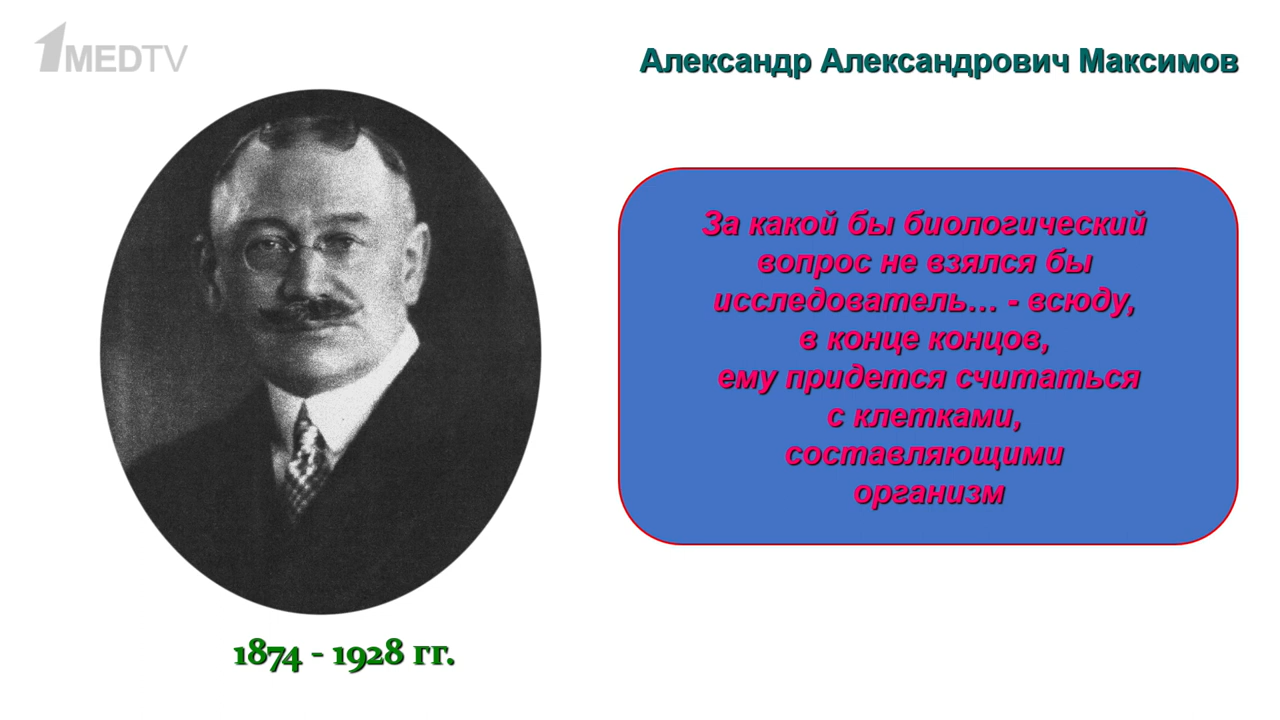 1MEDTV
Александр Александрович Максимов
За какой бы биологический
вопрос не взялся бы
исследователь... - всюду,
в конце концов,
ему придется считаться
с клетками,
составляющими
организм
1874 - 1928 гг.